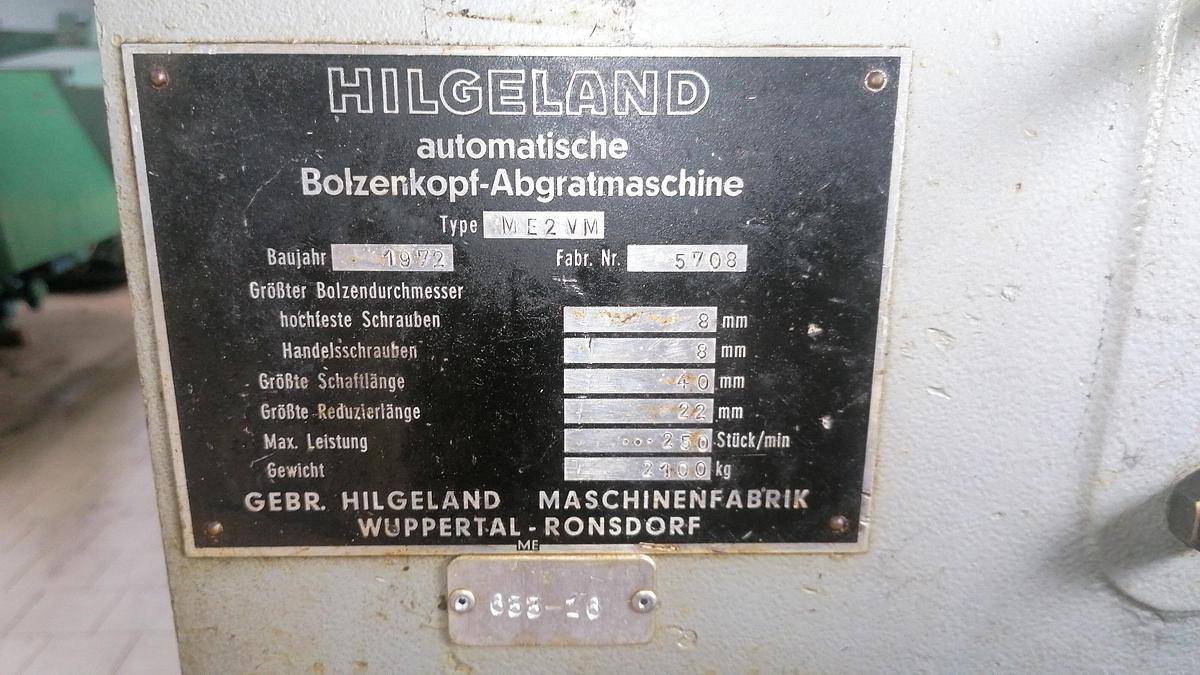 HILGELAND
automatische
Bolzenkopf-Abgratmaschine
Type ME2VM
Baujahr 1972 Fabr. Nr. 5708
Größter Bolzendurchmesser
hochfeste Schrauben 8 mm
Handelsschrauben 8 mm
Größte Schaftlänge 40 mm
Größte Reduzierlänge 22 mm
Max. Leistung 250 Stück/min
Gewicht 2100 kg
GEBR. HILGELAND MASCHINENFABRIK
WUPPERTAL-RONSDORF
ME